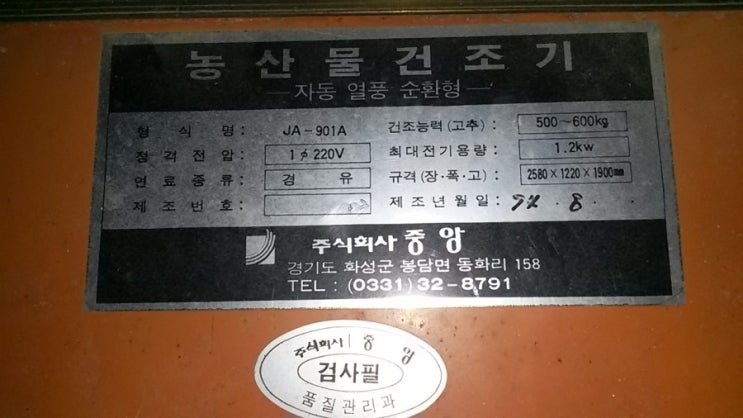 농산물건조기
자동 열풍 순환형
형식명: JA-901A 건조능력(고추): 500~600kg
정격전압: 1φ220V 최대전기용량: 1.2kw
연료종류: 경유 규격(장·폭·고): 2580×1220×1900㎜
제조번호: 제조년월일: 94. 8.
주식회사 중앙
경기도 화성군 봉담면 동화리 158
TEL : (0331)32-8791
주식회사 중앙
검사필
품질관리과